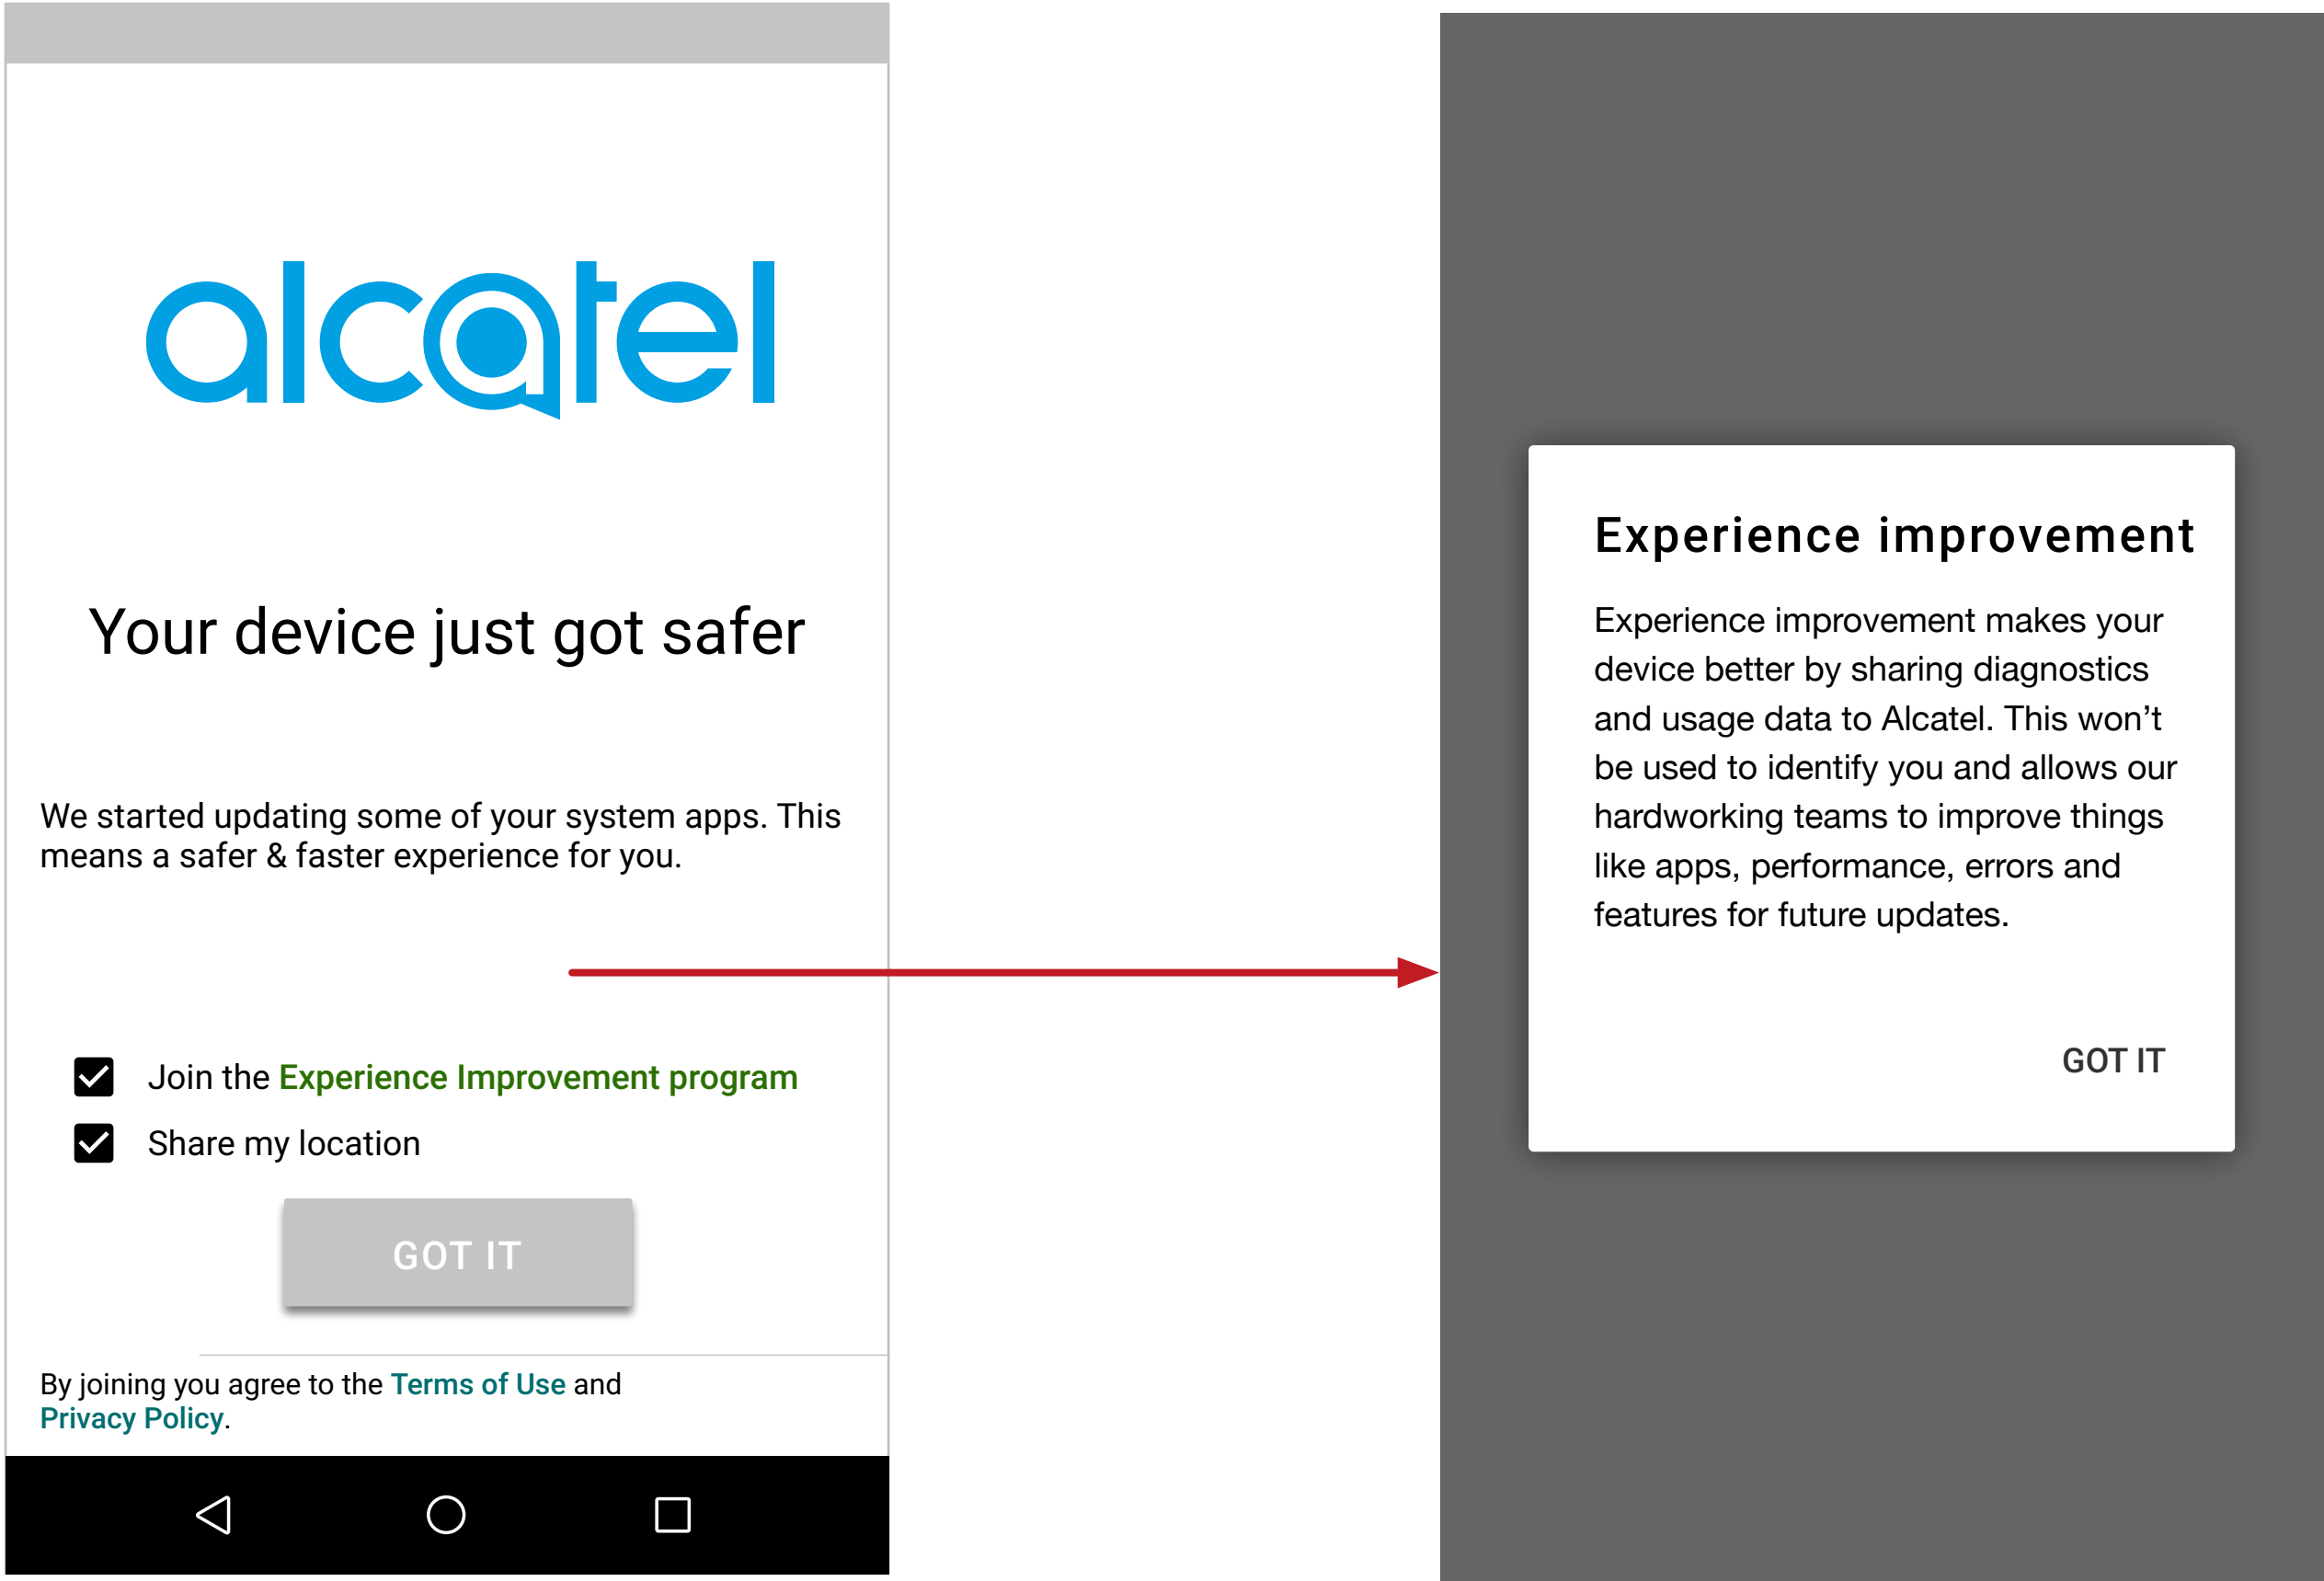 alcatel
Your device just got safer
We started updating some of your system apps. This
means a safer & faster experience for you.
Join the Experience Improvement program
Share my location
GOT IT
By joining you agree to the Terms of Use and
Privacy Policy.
Experience improvement
Experience improvement makes your
device better by sharing diagnostics
and usage data to Alcatel. This won’t
be used to identify you and allows our
hardworking teams to improve things
like apps, performance, errors and
features for future updates.
GOT IT